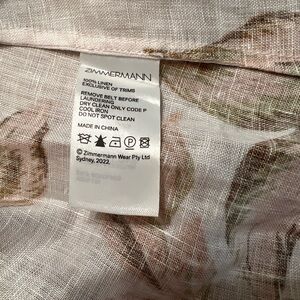 ZIMMERMANN
100% LINEN
EXCLUSIVE OF TRIMS
REMOVE BELT BEFORE
LAUNDERING
DRY CLEAN ONLY CODE P
COOL IRON
DO NOT SPOT CLEAN
MADE IN CHINA
P
© Zimmermann Wear Pty Ltd
Sydney, 2022.